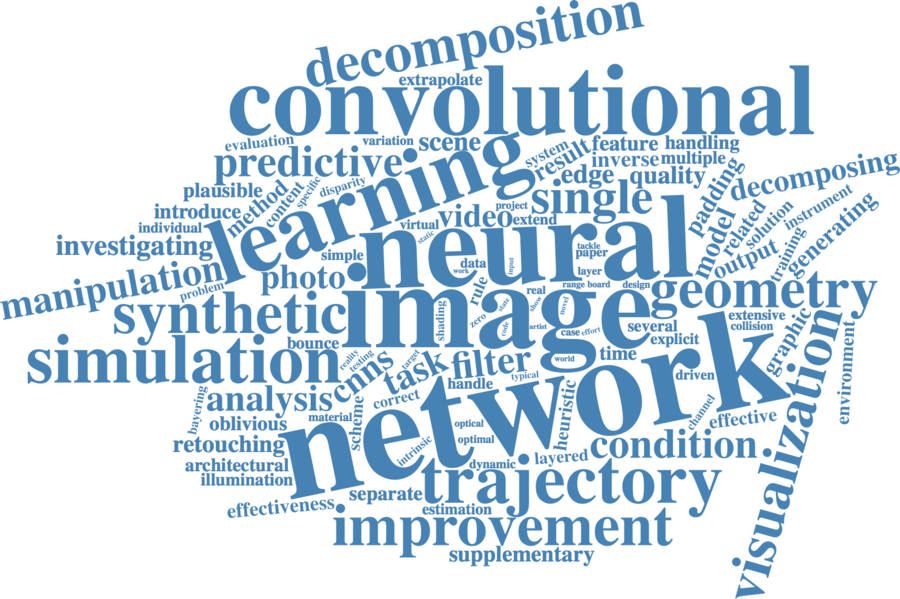 decomposition
extrapolate
convolutional
evaluation
variation
scene
system
result
feature
handling
predictive
learning
inverse
multiple
plausible
method
content
specific
disparity
edge
quality
padding
decomposing
introduce
individual
project
single
virtual
video
extend
static
model
related
solution
instrument
investigating
simple
neural
tackle
paper
output
training
generating
manipulation
problem
photo
data
work
input
layer
rule
real
range board
design
geometry
synthetic
image
shading
zero
state
show
novel
code
artist
case
effort
several
explicit
extensive
collision
graphic
simulation
bounce
reality
testing
target
cnns
task
filter
world
time
network
driven
visualization
environment
typical
handle
analysis
correct
bayering
material
scheme
heuristic
channel
effective
oblivious
optical
optimal
retouching
intrinsic
condition
architectural
dynamic
layered
illumination
trajectory
separate
effectiveness
estimation
improvement
supplementary